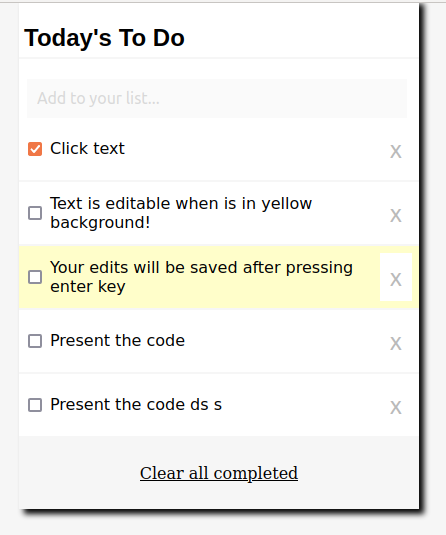 Today's To Do
Add to your list...
Click text
x
Text is editable when is in yellow
background!
x
Your edits will be saved after pressing
enter key
x
Present the code
x
Present the code ds s
x
Clear all completed